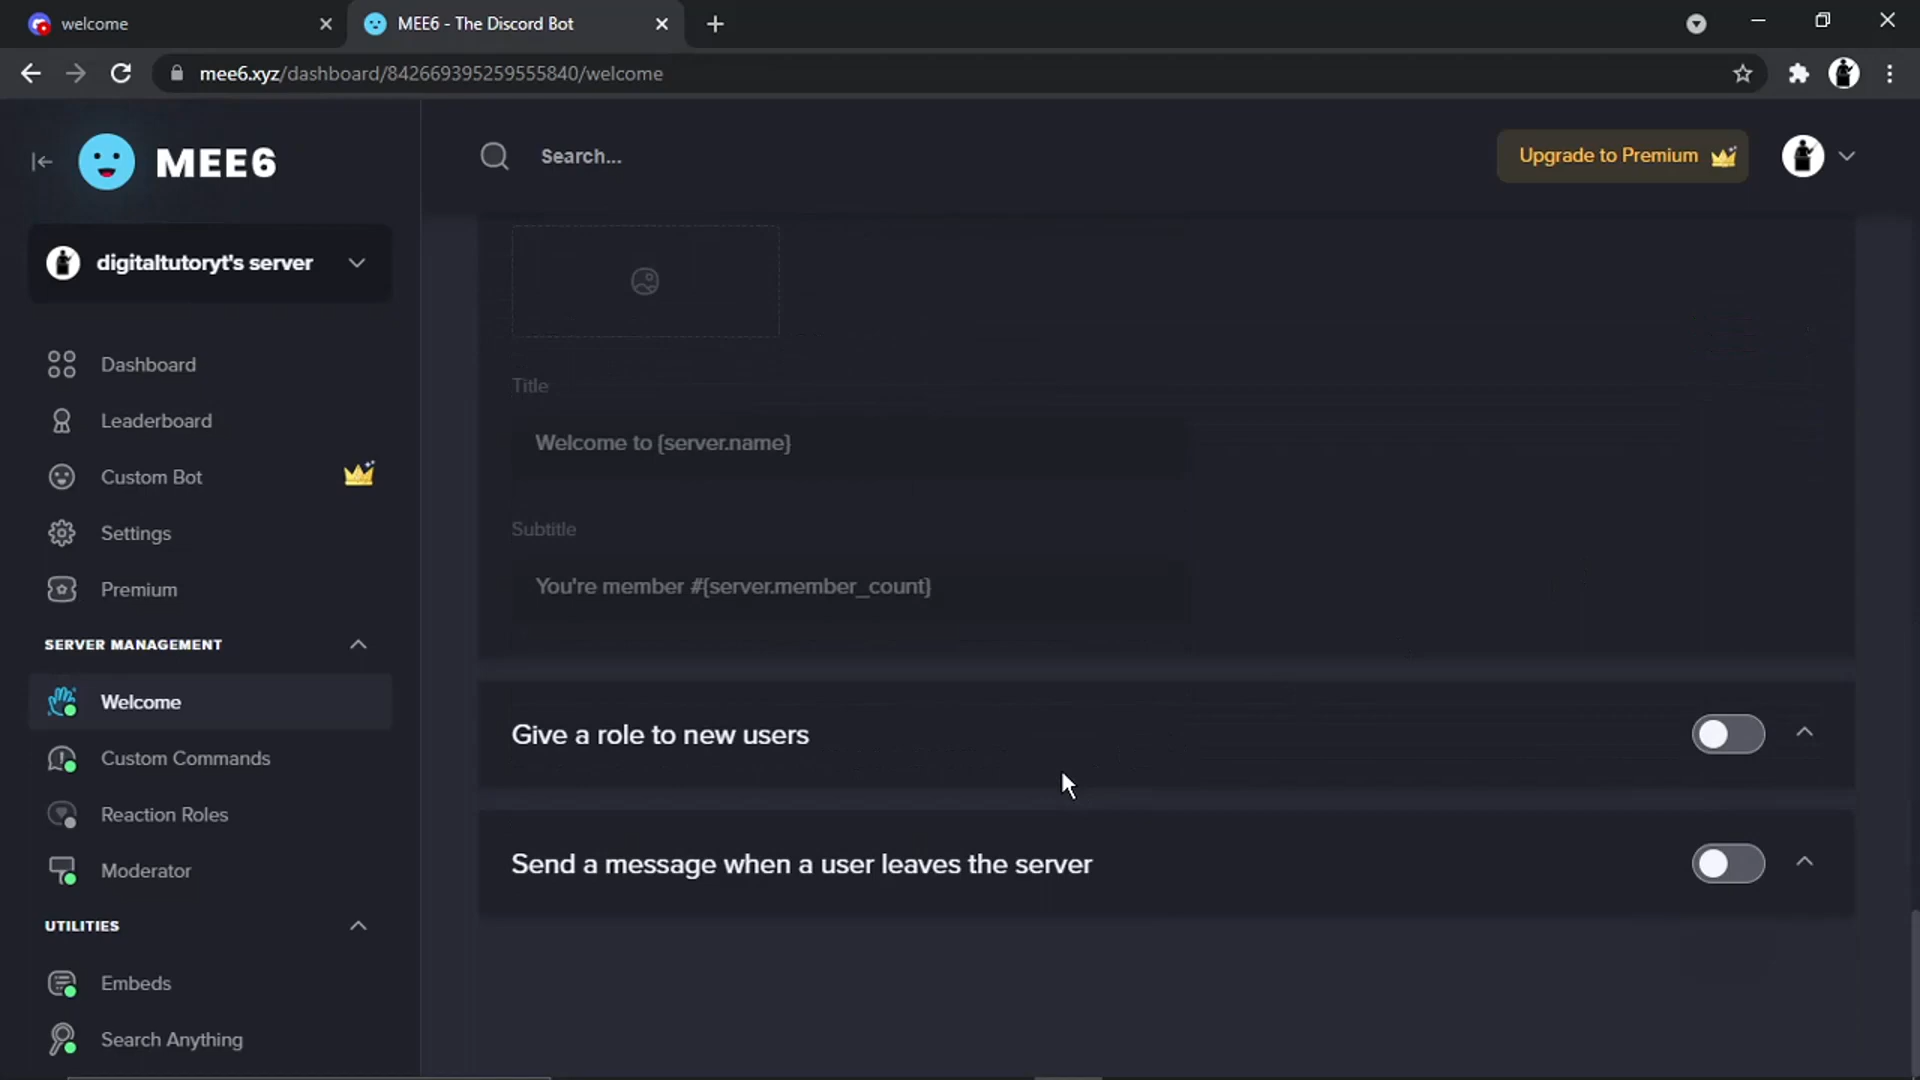 welcome
MEE6 - The Discord Bot
mee6.xyz/dashboard/842669395259555840/welcome
MEE6
Search...
Upgrade to Premium
digitaltutoryt's server
Dashboard
Leaderboard
Custom Bot
Settings
Premium
SERVER MANAGEMENT
Welcome
Custom Commands
Reaction Roles
Moderator
UTILITIES
Embeds
Search Anything
Title
Welcome to {server.name}
Subtitle
You're member #{server.member_count}
Give a role to new users
Send a message when a user leaves the server